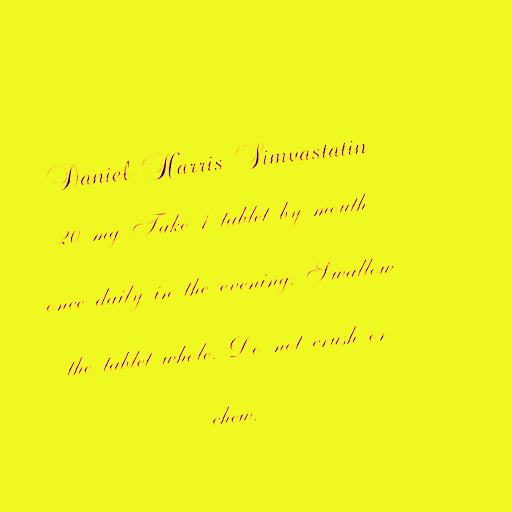 Daniel Harris Simvastatin
20 mg Take 1 tablet by mouth
once daily in the evening. Swallow
the tablet whole. Do not crush or
chew.